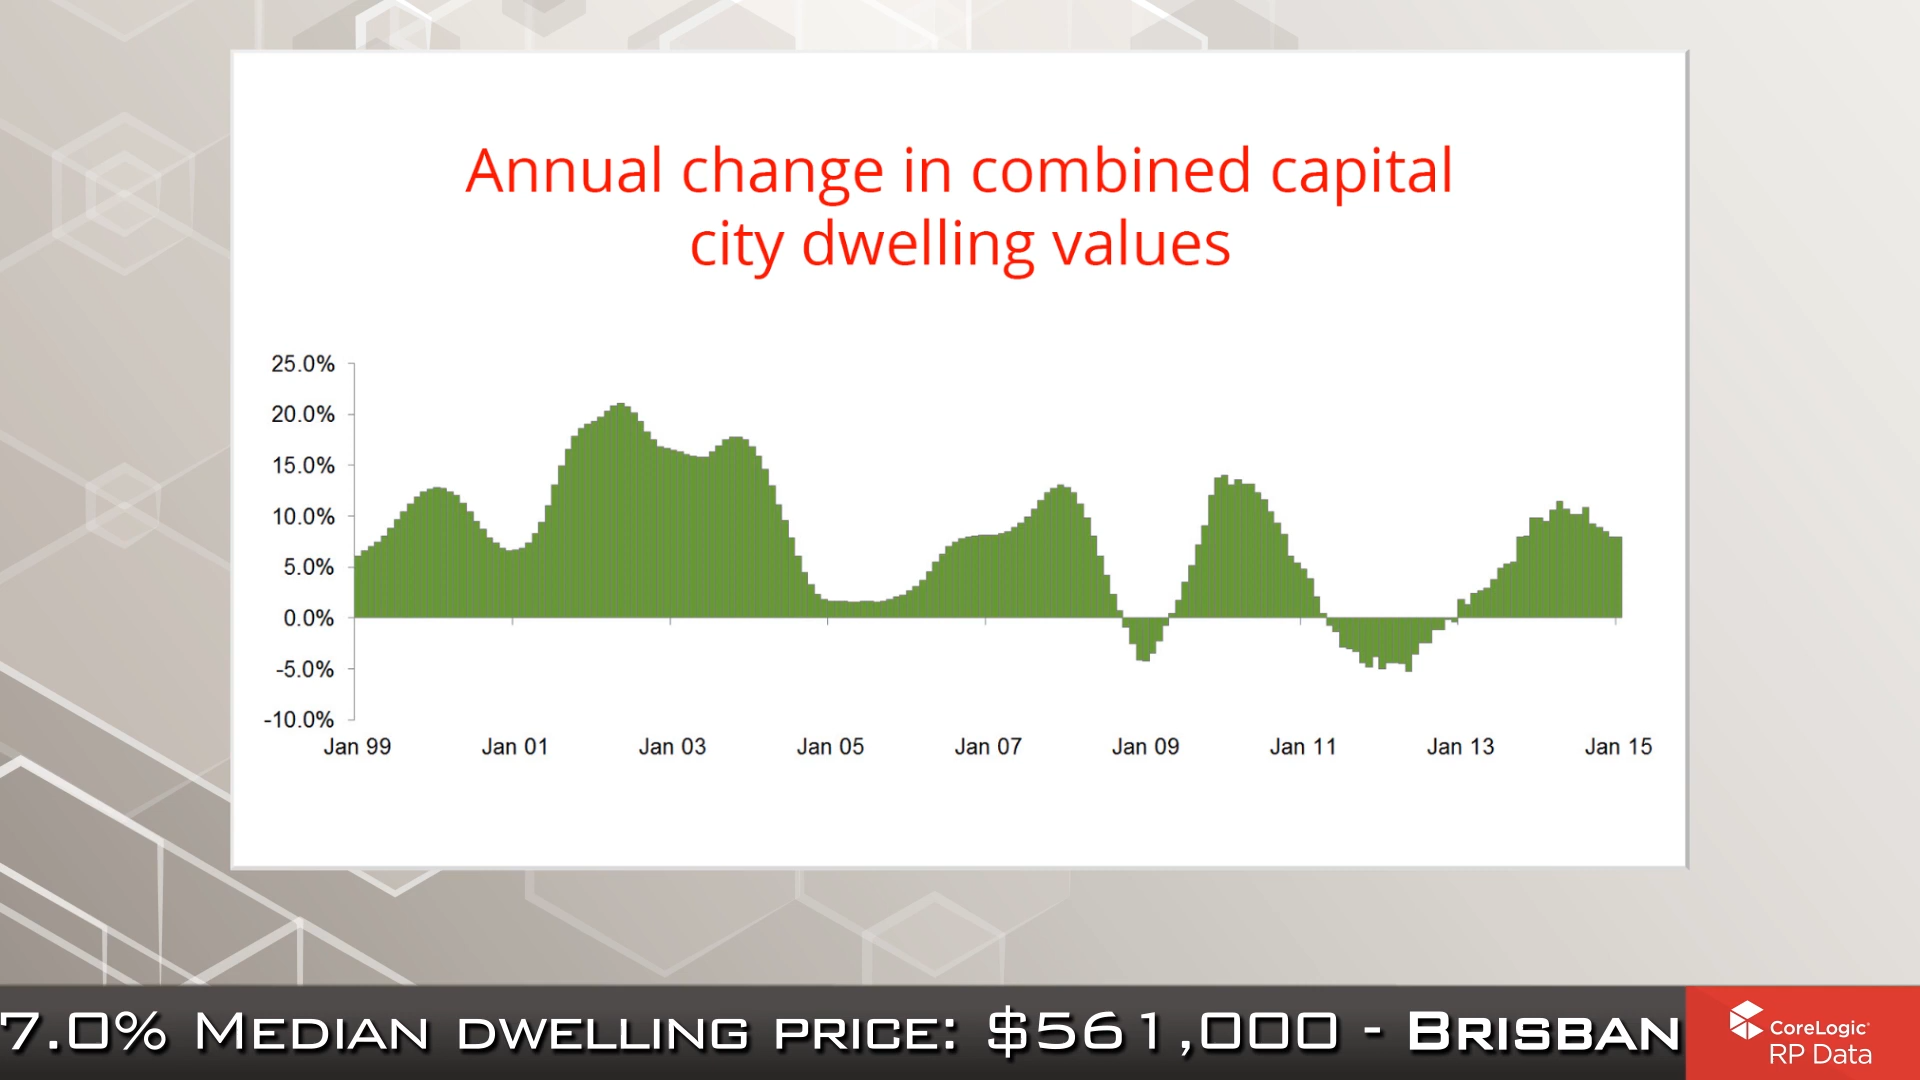 Annual change in combined capital
city dwelling values
25.0%
20.0%
15.0%
10.0%
5.0%
0.0%
-5.0%
-10.0%
Jan 99 Jan 01 Jan 03 Jan 05 Jan 07 Jan 09 Jan 11 Jan 13 Jan 15
7.0% MEDIAN DWELLING PRICE: $561,000 - BRISBAN
CoreLogic®
RP Data